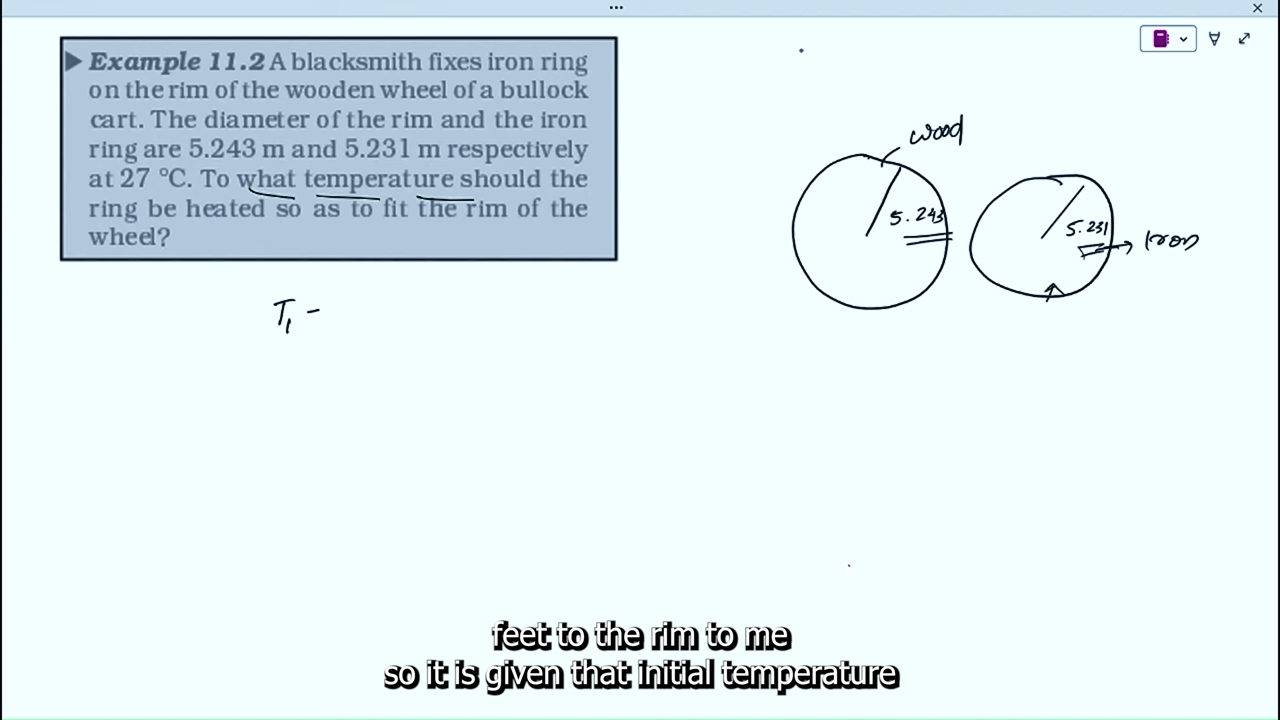 Example 11.2 A blacksmith fixes iron ring
on the rim of the wooden wheel of a bullock
cart. The diameter of the rim and the iron
ring are 5.243 m and 5.231 m respectively
at 27 °C. To what temperature should the
ring be heated so as to fit the rim of the
wheel?
wood
5.243
5.231
Iron
T₁ -
feet to the rim to me
so it is given that initial temperature